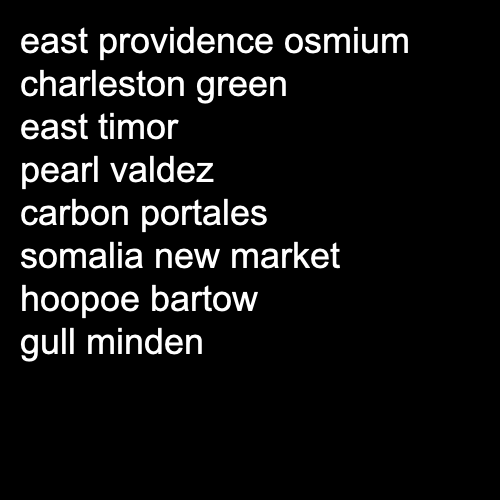 east providence osmium
charleston green
east timor
pearl valdez
carbon portales
somalia new market
hoopoe bartow
gull minden